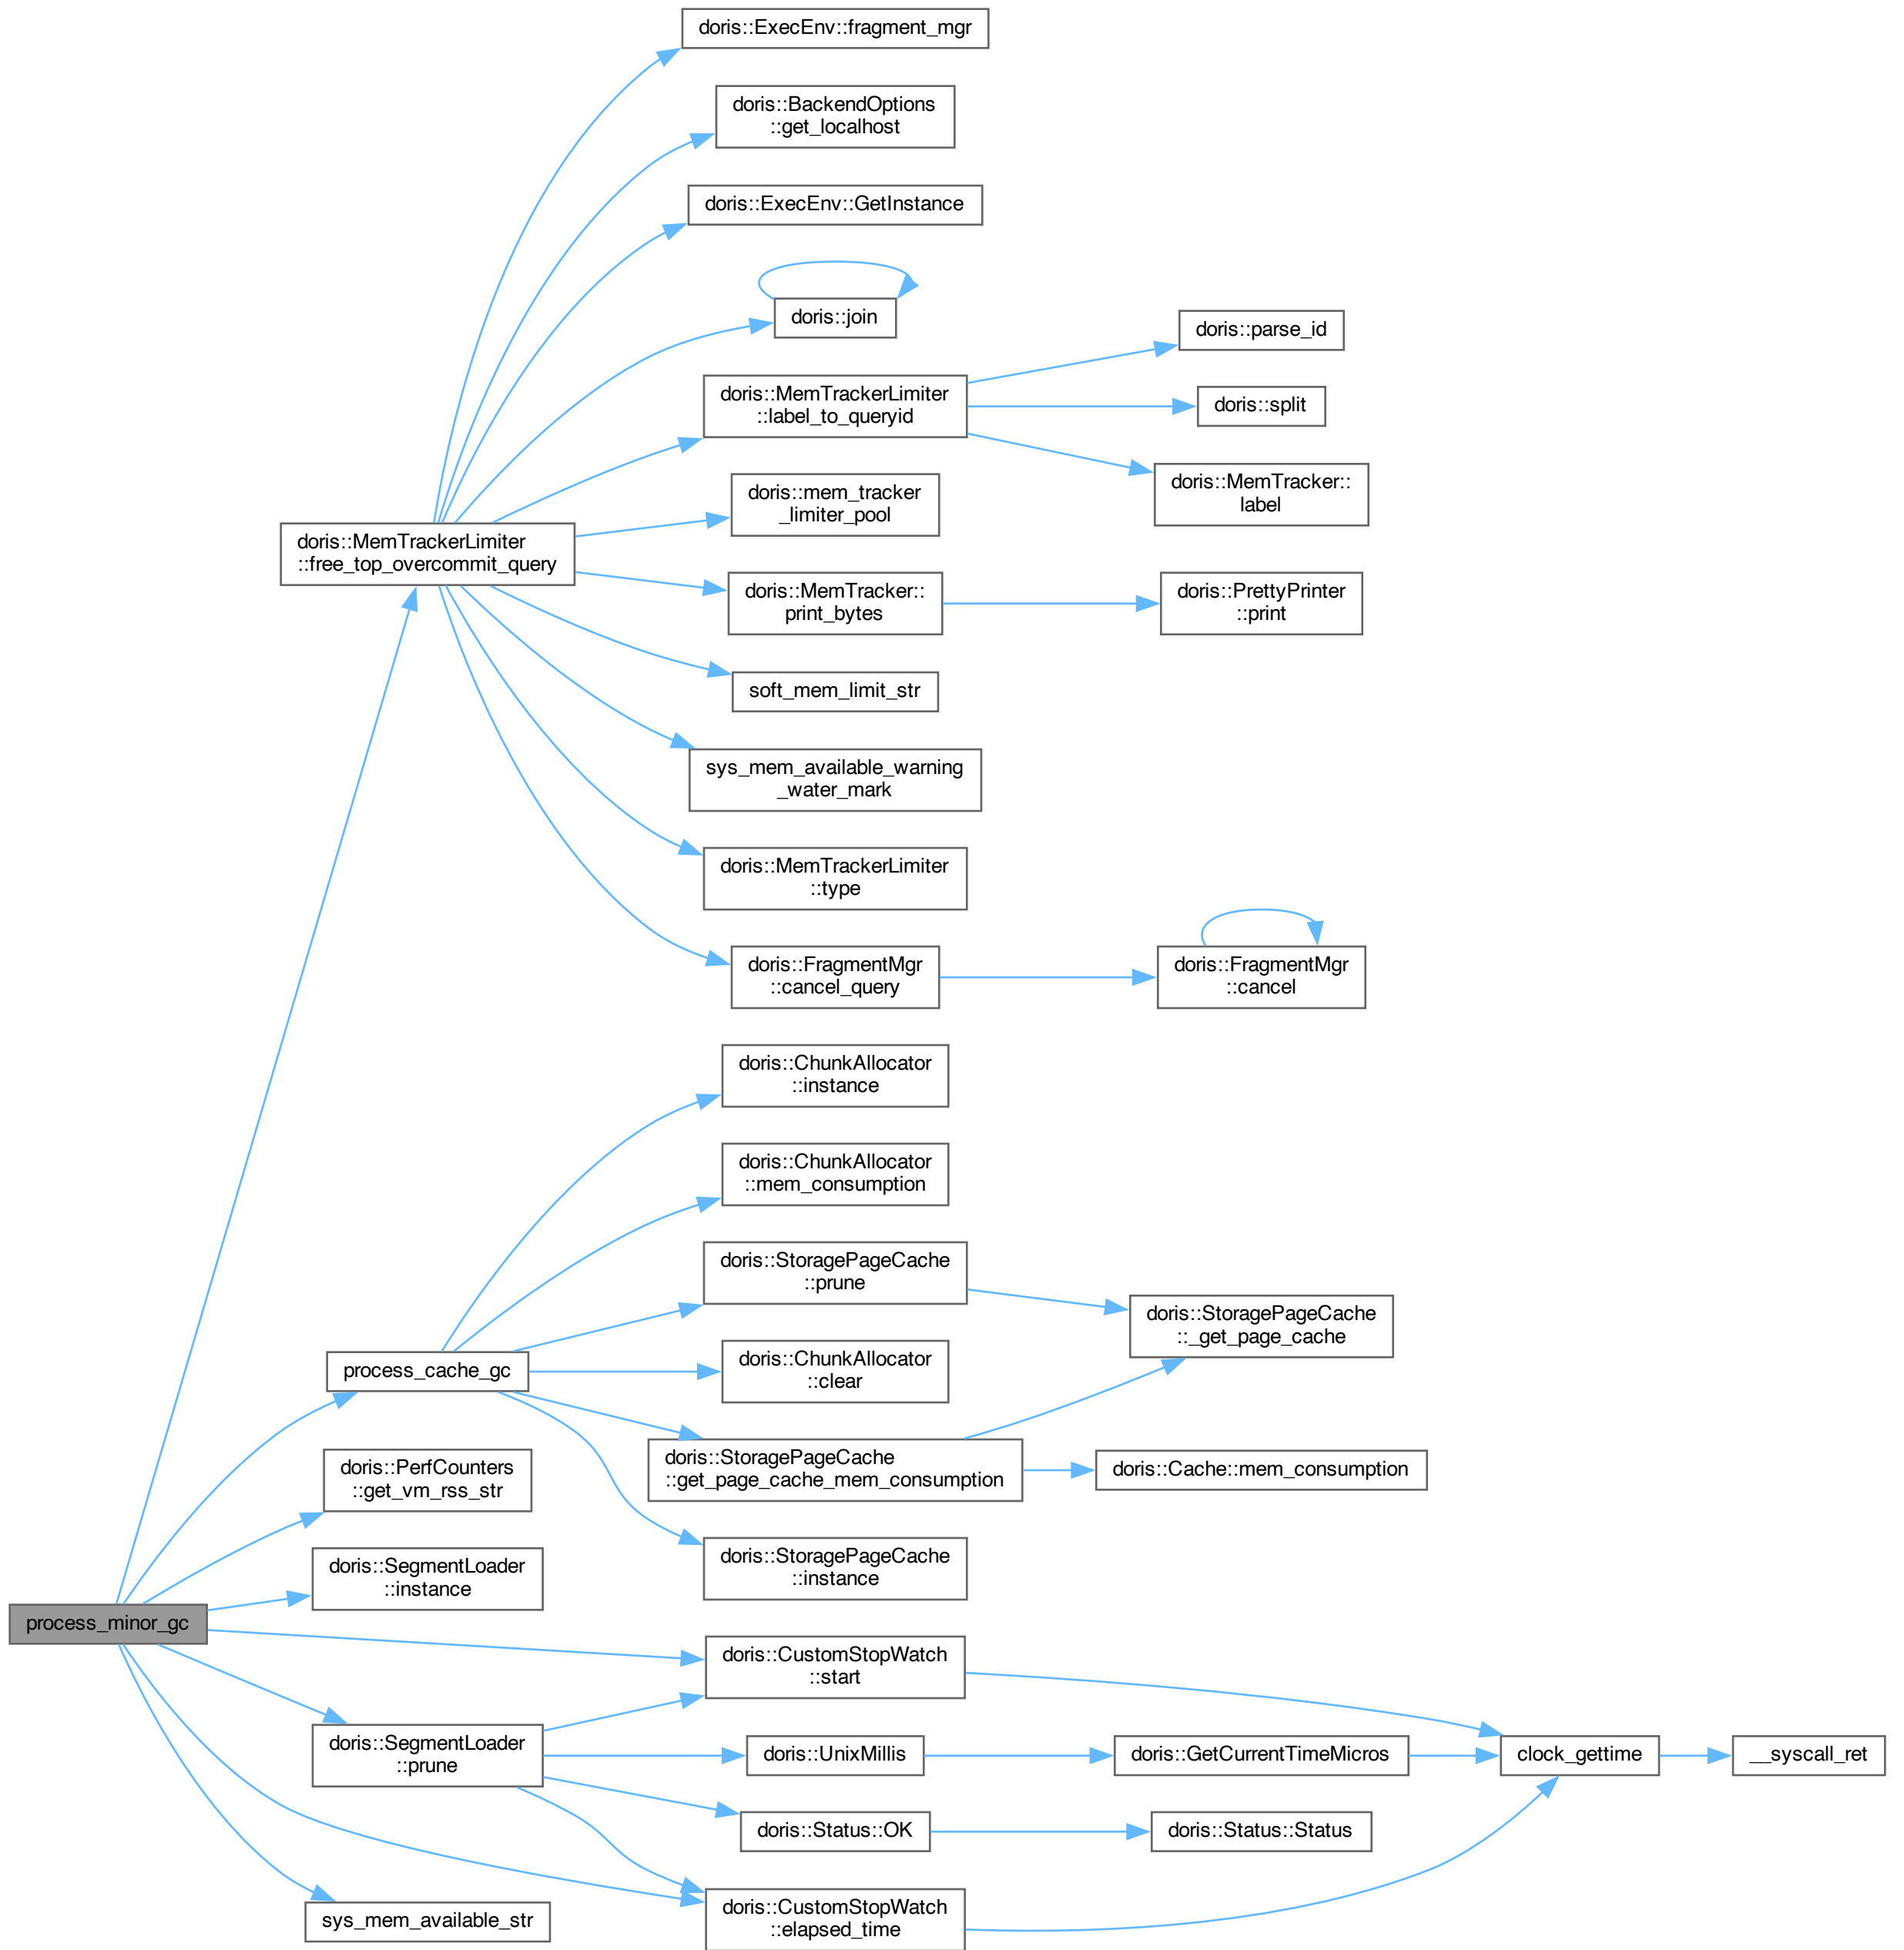 doris::ExecEnv::fragment_mgr
doris::BackendOptions
::get_localhost
doris::ExecEnv::GetInstance
doris::join
doris::parse_id
doris::MemTrackerLimiter
::label_to_queryid
doris::split
doris::MemTracker::
label
doris::mem_tracker
_limiter_pool
doris::MemTrackerLimiter
::free_top_overcommit_query
doris::MemTracker::
print_bytes
doris::PrettyPrinter
::print
soft_mem_limit_str
sys_mem_available_warning
_water_mark
doris::MemTrackerLimiter
::type
doris::FragmentMgr
::cancel_query
doris::FragmentMgr
::cancel
doris::ChunkAllocator
::instance
doris::ChunkAllocator
::mem_consumption
doris::StoragePageCache
::prune
doris::StoragePageCache
::_get_page_cache
process_cache_gc
doris::ChunkAllocator
::clear
doris::StoragePageCache
::get_page_cache_mem_consumption
doris::Cache::mem_consumption
doris::PerfCounters
::get_vm_rss_str
doris::StoragePageCache
::instance
doris::SegmentLoader
::instance
process_minor_gc
doris::CustomStopWatch
::start
doris::SegmentLoader
::prune
doris::UnixMillis
doris::GetCurrentTimeMicros
clock_gettime
__syscall_ret
doris::Status::OK
doris::Status::Status
sys_mem_available_str
doris::CustomStopWatch
::elapsed_time